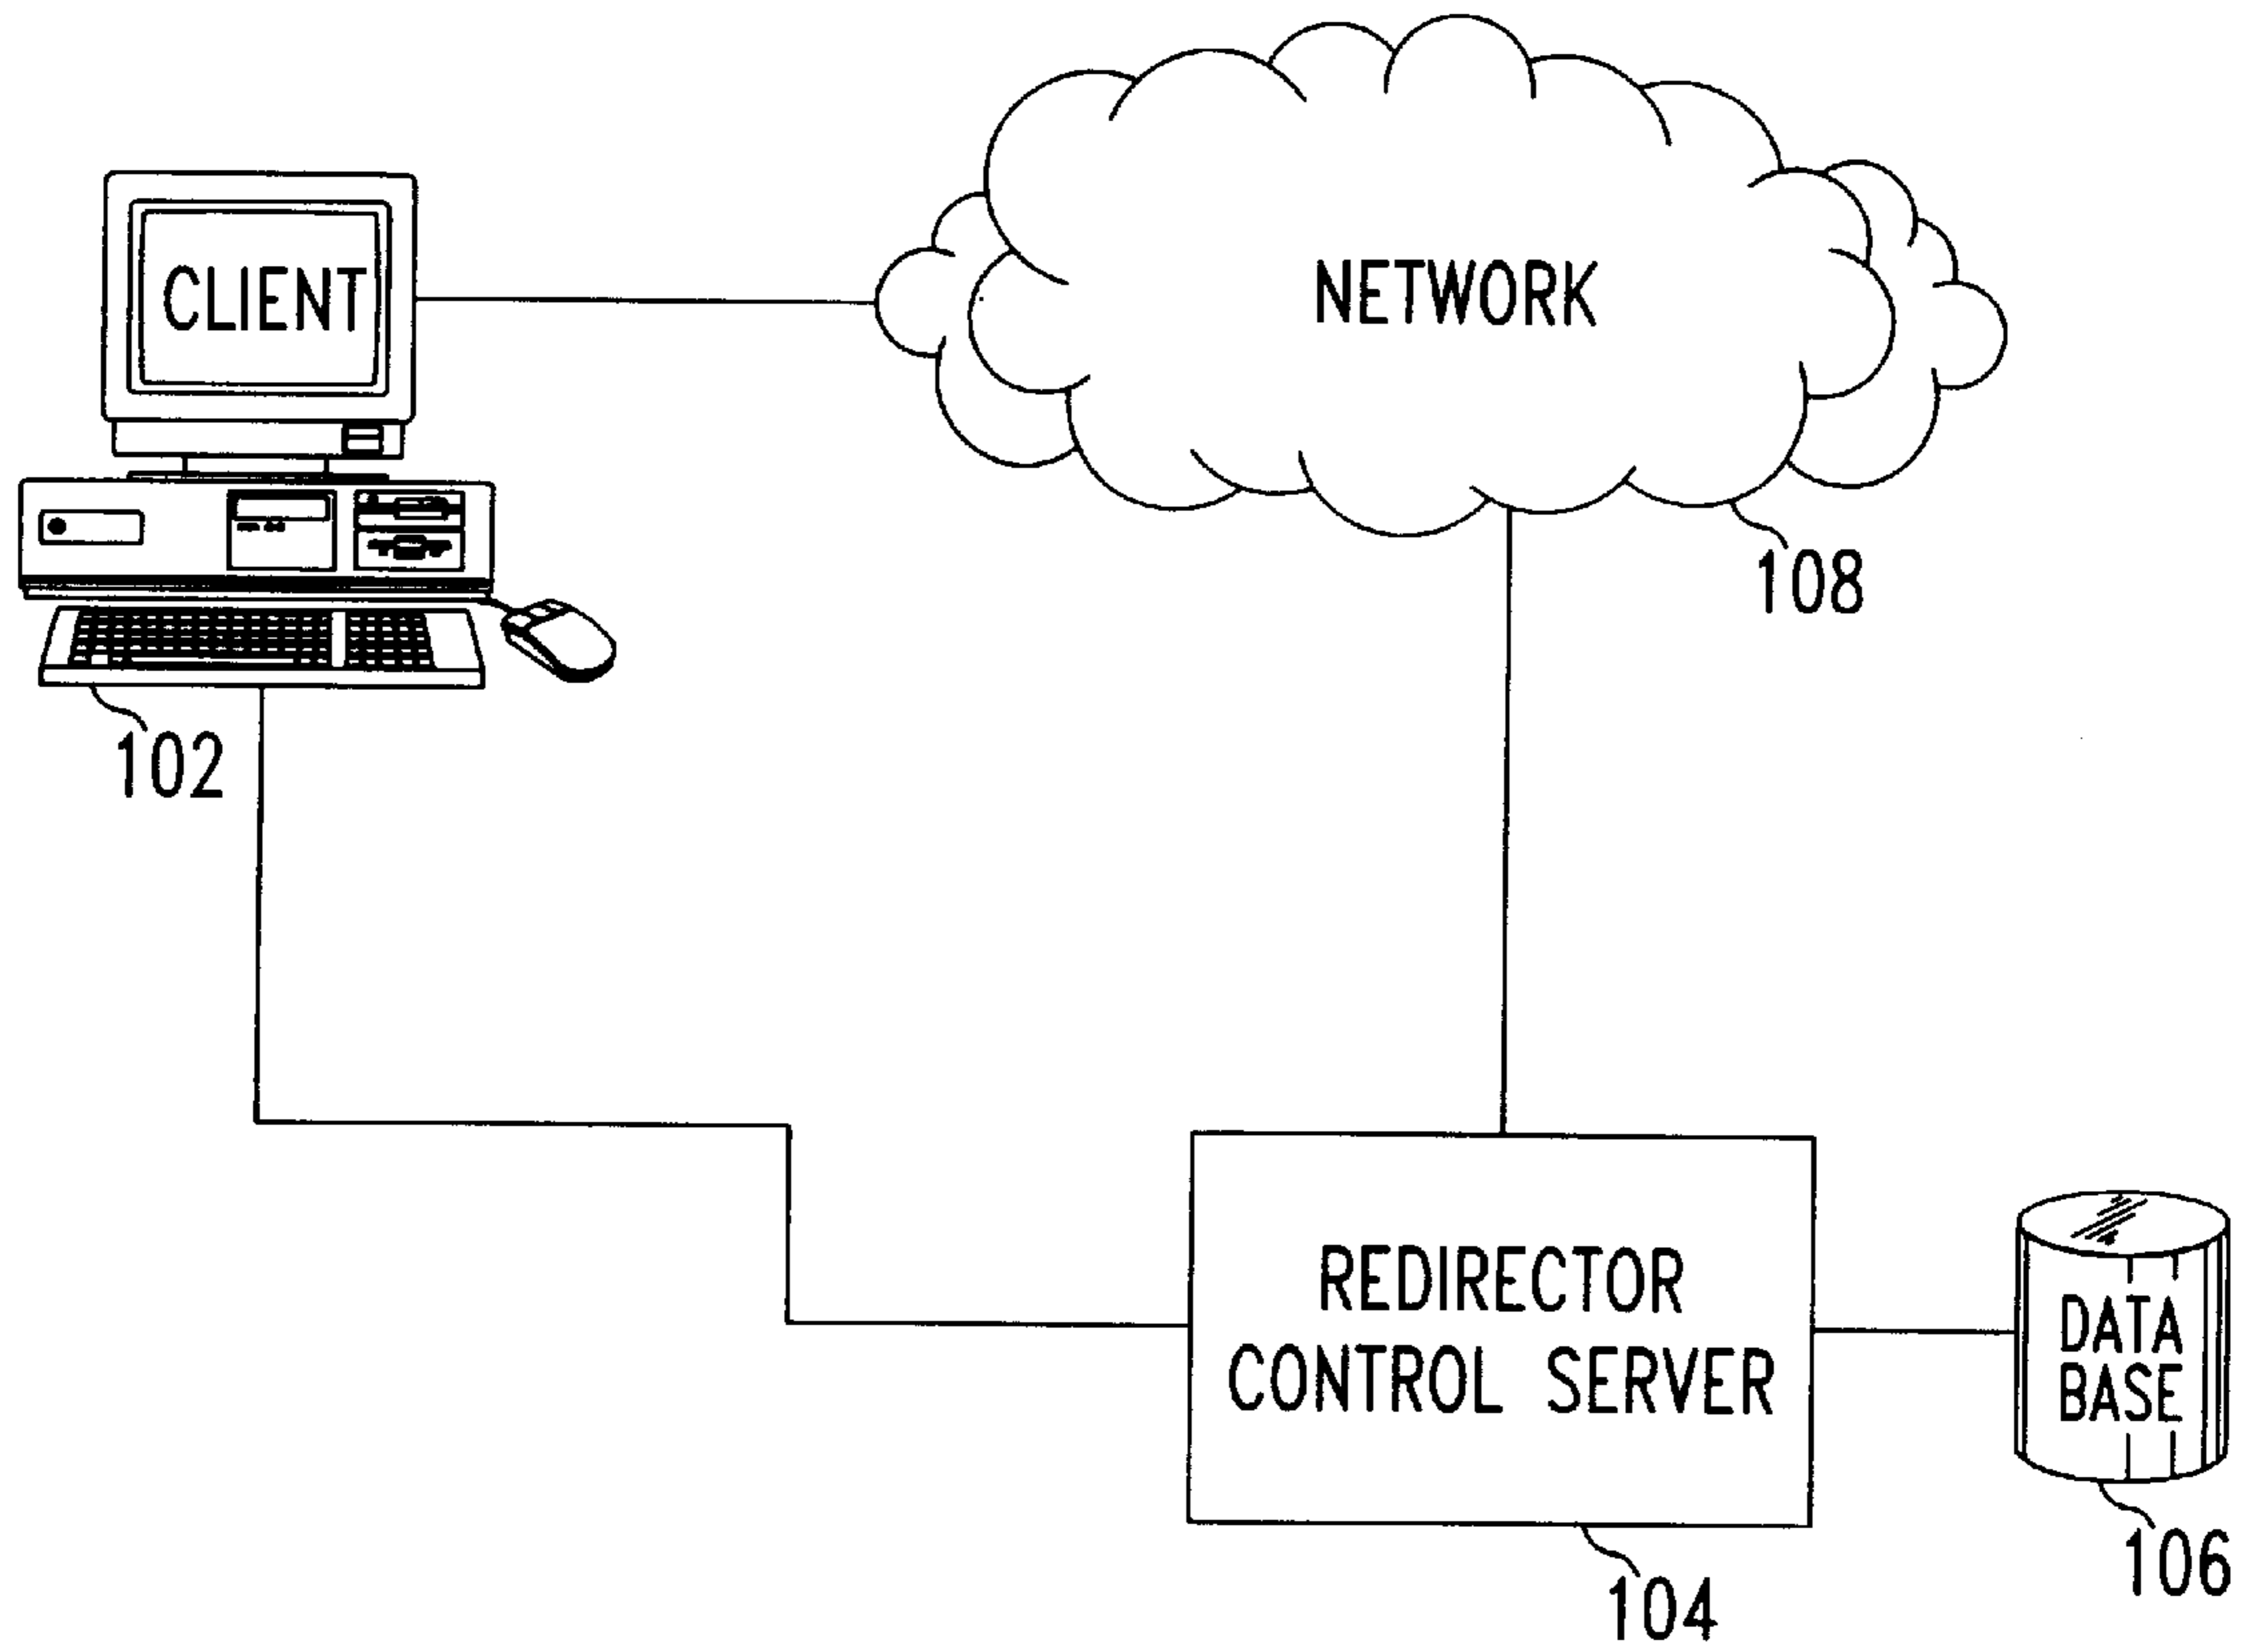 CLIENT
NETWORK
108
102
REDIRECTOR
CONTROL SERVER
DATA
BASE
106
104